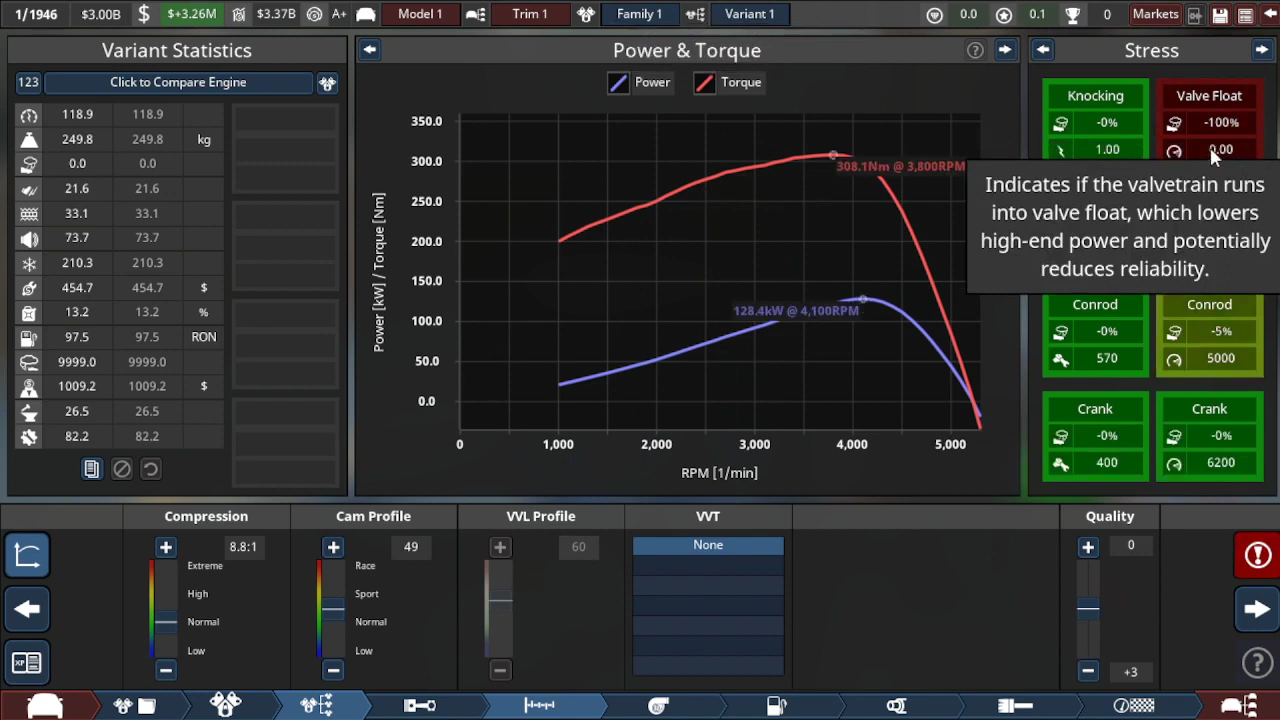 1/1946 $3.00B $+3.26M $3.37B A+ Model 1 Trim 1 Family 1 Variant 1 0.0 0.1 0 Markets
Variant Statistics
123 Click to Compare Engine
118.9 118.9
249.8 249.8 kg
0.0 0.0
21.6 21.6
33.1 33.1
73.7 73.7
210.3 210.3
454.7 454.7 $
13.2 13.2 %
97.5 97.5 RON
9999.0 9999.0
1009.2 1009.2 $
26.5 26.5
82.2 82.2
Power & Torque
?
Power Torque
350.0
300.0
250.0
200.0
150.0
100.0
50.0
0.0
Power [kW] / Torque [Nm]
308.1Nm @ 3,800RPM
128.4kW @ 4,100RPM
0 1,000 2,000 3,000 4,000 5,000
RPM [1/min]
Stress
Knocking
-0%
1.00
Valve Float
-100%
0.00
Indicates if the valvetrain runs
into valve float, which lowers
high-end power and potentially
reduces reliability.
Conrod
-0%
570
Conrod
-5%
5000
Crank
-0%
400
Crank
-0%
6200
Compression
+ 8.8:1
Extreme
High
Normal
Low
Cam Profile
+ 49
Race
Sport
Normal
Low
VVL Profile
+ 60
VVT
None
Quality
+ 0
- +3
XP
?